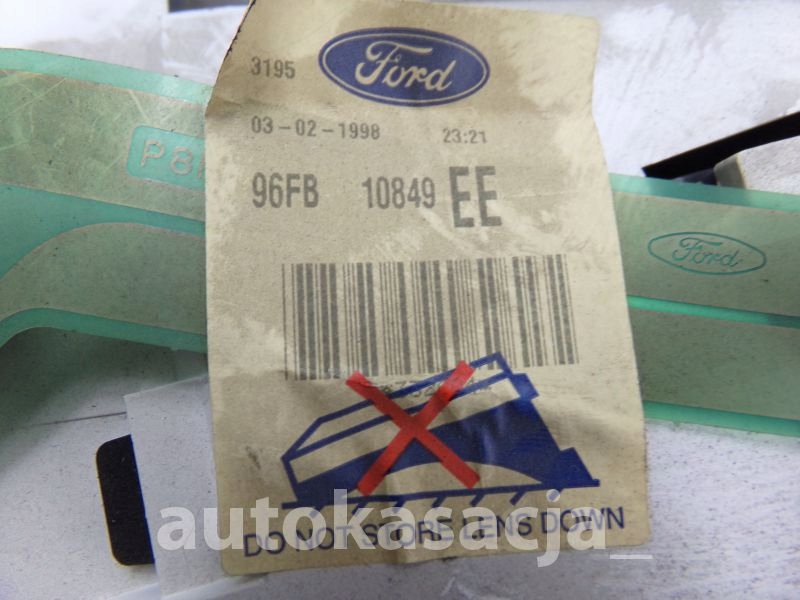 3195
Ford
03-02-1998 23:21
P8
96FB 10849 EE
Ford
DO NOT STORE LENS DOWN
autokasacja_